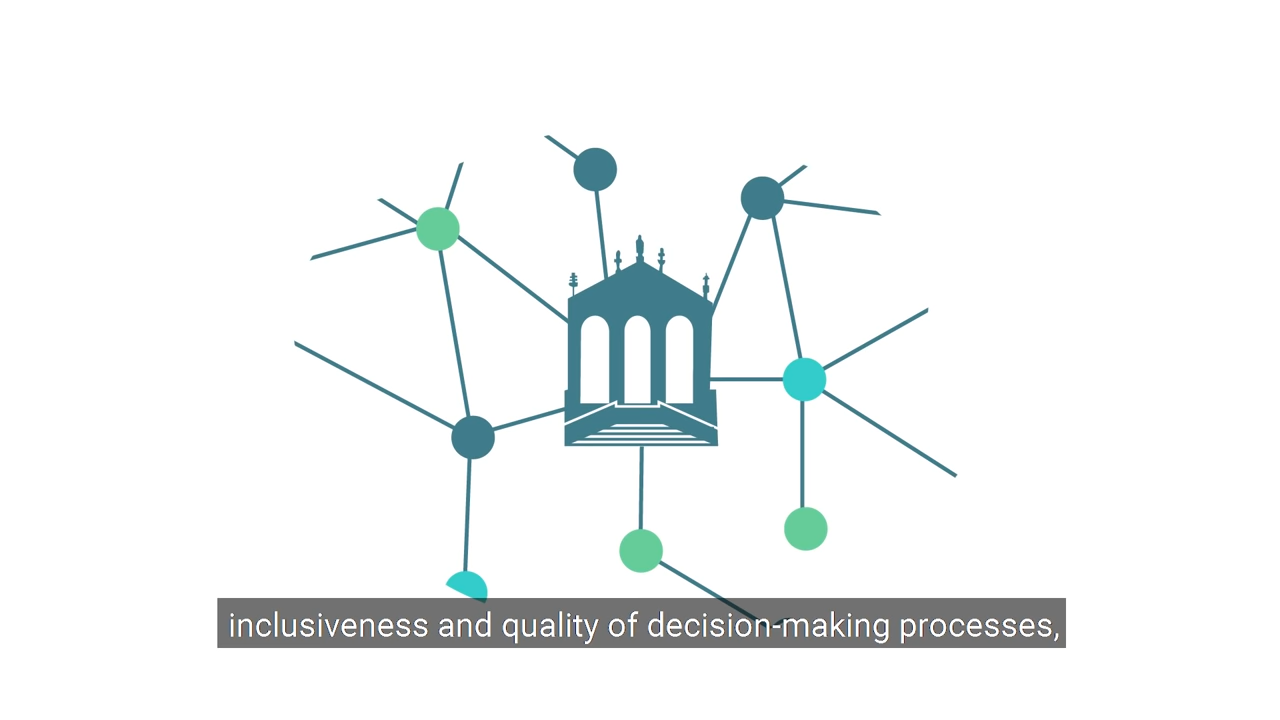 inclusiveness and quality of decision-making processes,